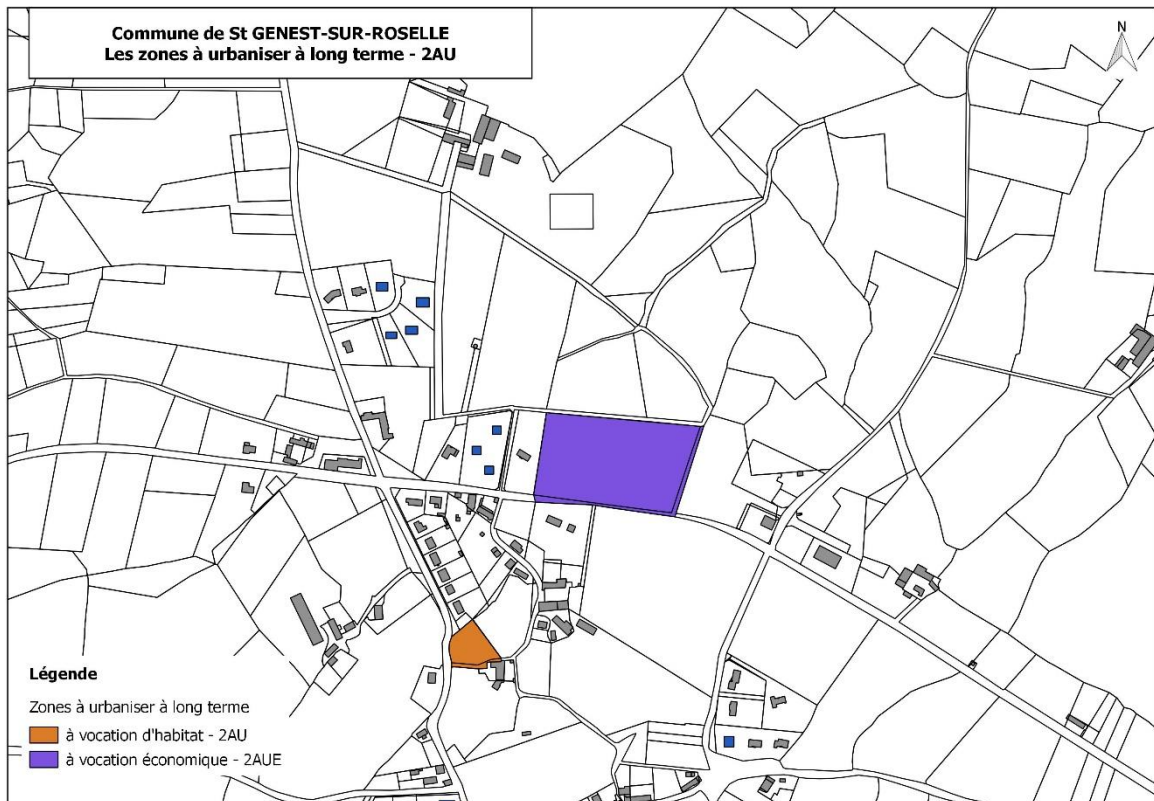 Commune de St GENEST-SUR-ROSELLE
Les zones à urbaniser à long terme - 2AU
N
Légende
Zones à urbaniser à long terme
à vocation d'habitat - 2AU
à vocation économique - 2AUE